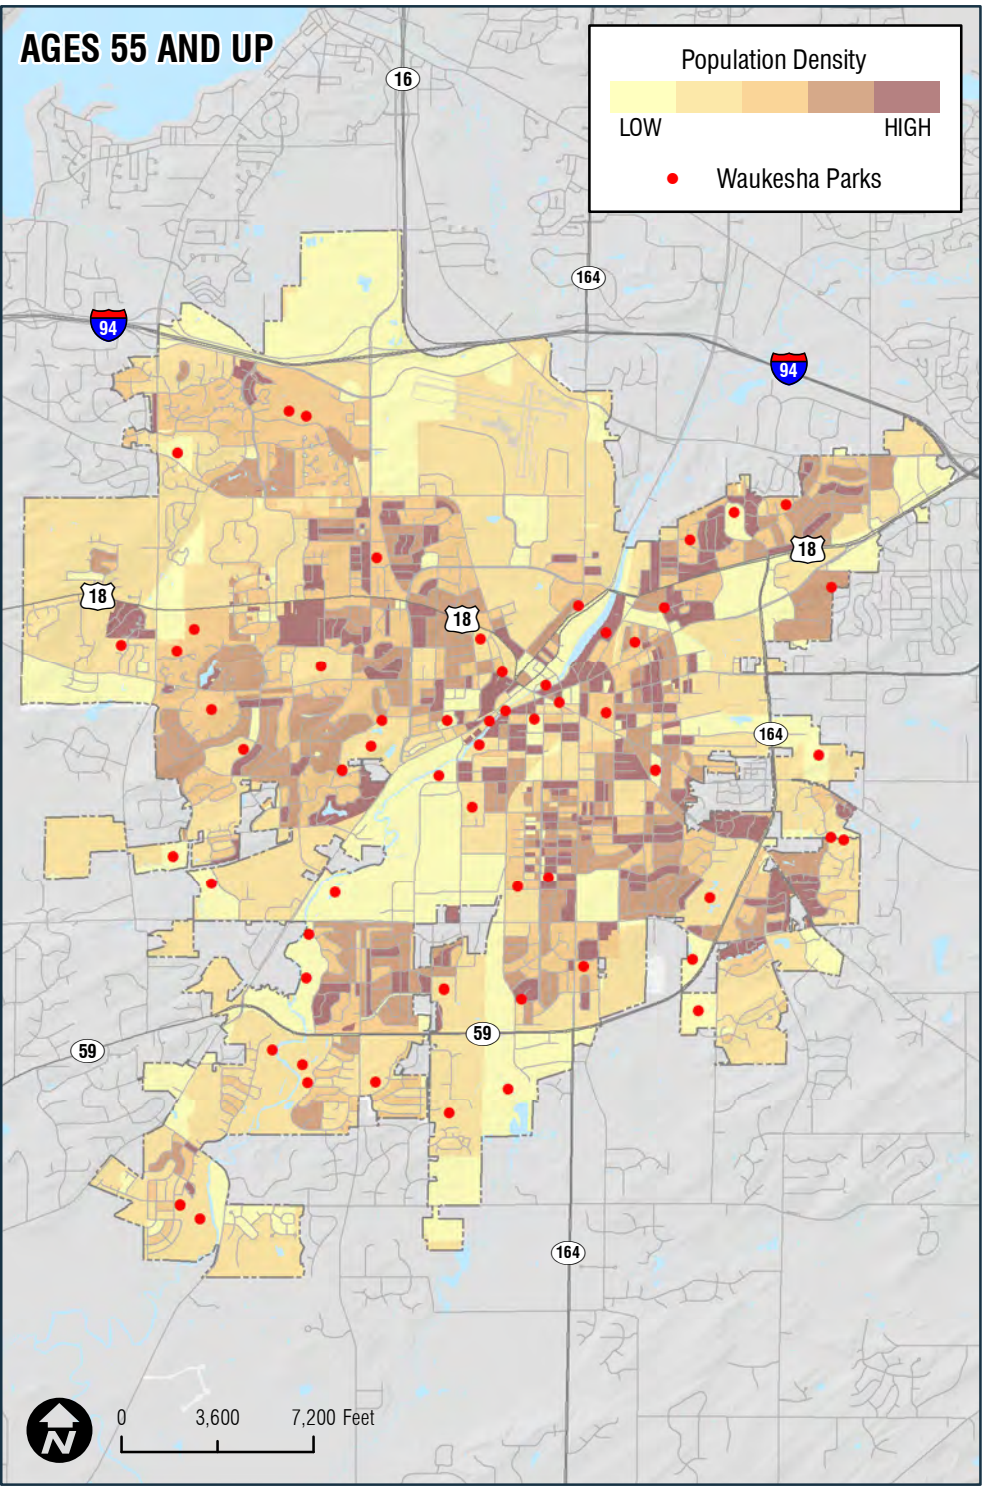 AGES 55 AND UP
Population Density
LOW HIGH
Waukesha Parks
16
164
94
94
18
18
18
164
59
59
164
N
0 3,600 7,200 Feet